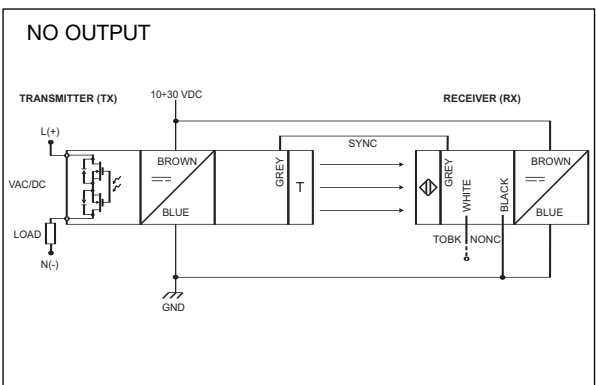 NO OUTPUT
10÷30 VDC
TRANSMITTER (TX)
RECEIVER (RX)
L(+)
SYNC
VAC/DC
BROWN
BLUE
GREY
T
GREY
WHITE
BLACK
BROWN
BLUE
LOAD
N(-)
TOBK
NONC
GND